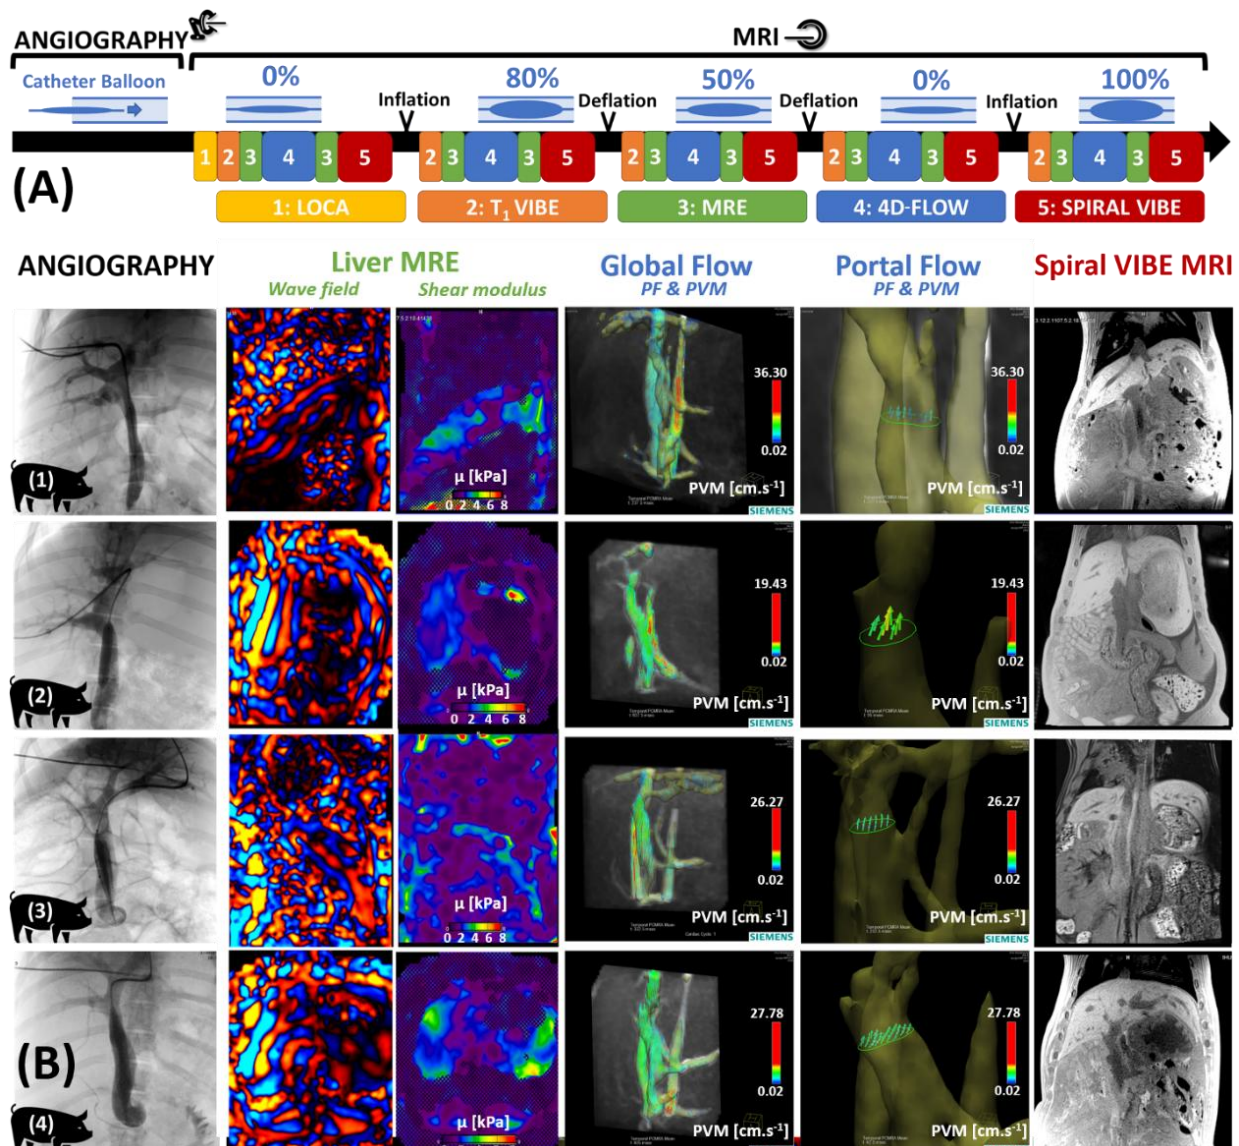 ANGIOGRAPHY
MRI
Catheter Balloon
0%
80%
50%
0%
100%
Inflation
Deflation
Deflation
Inflation
1 2 3 4 3 5
2 3 4 3 5
2 3 4 3 5
2 3 4 3 5
2 3 4 3 5
(A)
1: LOCA
2: T₁ VIBE
3: MRE
4: 4D-FLOW
5: SPIRAL VIBE
ANGIOGRAPHY
Liver MRE
Wave field
Shear modulus
Global Flow
PF & PVM
Portal Flow
PF & PVM
Spiral VIBE MRI
(1)
μ [kPa]
0 2 4 6 8
36.30
0.02
PVM [cm.s⁻¹]
SIEMENS
36.30
0.02
PVM [cm.s⁻¹]
SIEMENS
(2)
μ [kPa]
0 2 4 6 8
19.43
0.02
PVM [cm.s⁻¹]
SIEMENS
19.43
0.02
PVM [cm.s⁻¹]
SIEMENS
(3)
μ [kPa]
0 2 4 6 8
26.27
0.02
PVM [cm.s⁻¹]
SIEMENS
26.27
0.02
PVM [cm.s⁻¹]
SIEMENS
(B)
(4)
μ [kPa]
0 2 4 6 8
27.78
0.02
PVM [cm.s⁻¹]
27.78
0.02
PVM [cm.s⁻¹]